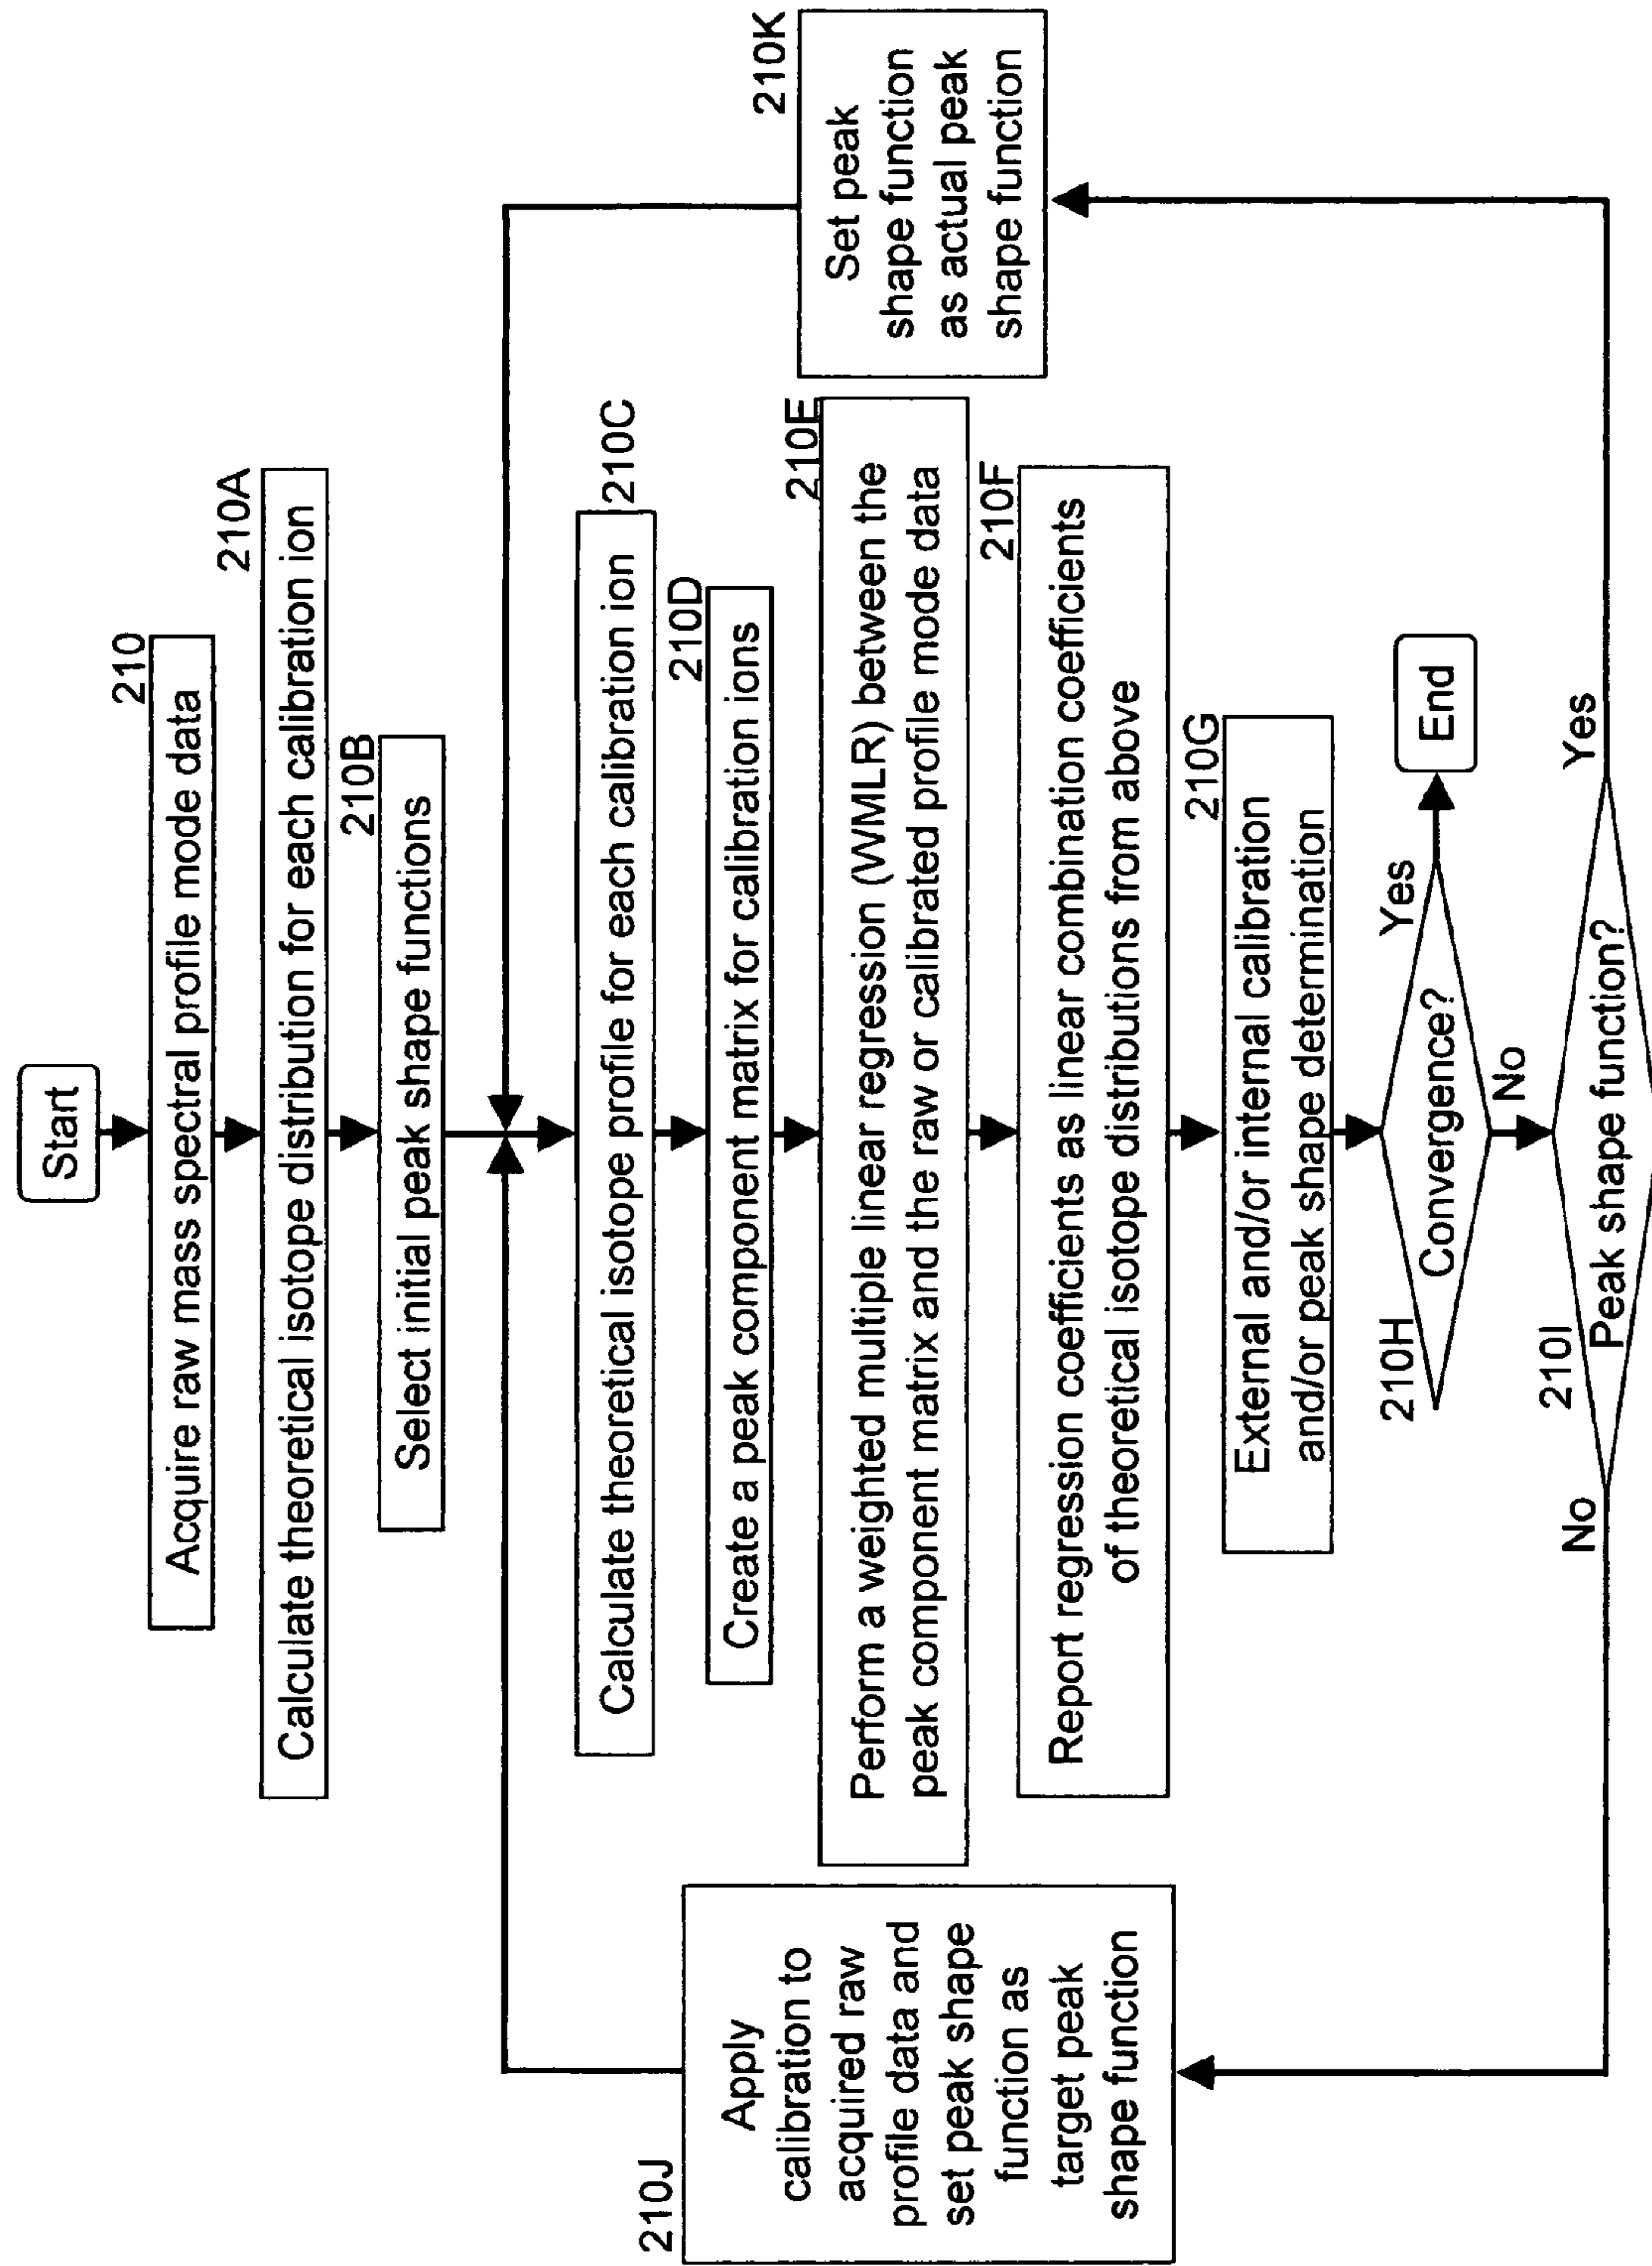 Start
210
Acquire raw mass spectral profile mode data
210A
Calculate theoretical isotope distribution for each calibration ion
210B
Select initial peak shape functions
210C
Calculate theoretical isotope profile for each calibration ion
210D
Create a peak component matrix for calibration ions
210E
Perform a weighted multiple linear regression (WMLR) between the
peak component matrix and the raw or calibrated profile mode data
210F
Report regression coefficients as linear combination coefficients
of theoretical isotope distributions from above
210G
External and/or internal calibration
and/or peak shape determination
210H
Convergence?
Yes
End
No
210I
Peak shape function?
No
Yes
210J
Apply
calibration to
acquired raw
profile data and
set peak shape
function as
target peak
shape function
210K
Set peak
shape function
as actual peak
shape function